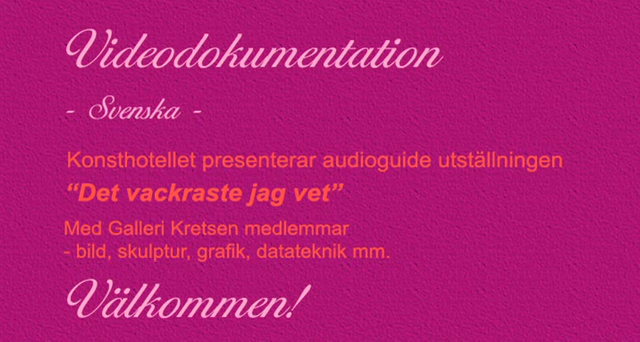 Videodokumentation
- Svenska -
Konsthotellet presenterar audioguide utställningen
“Det vackraste jag vet”
Med Galleri Kretsen medlemmar
- bild, skulptur, grafik, datateknik mm.
Välkommen!